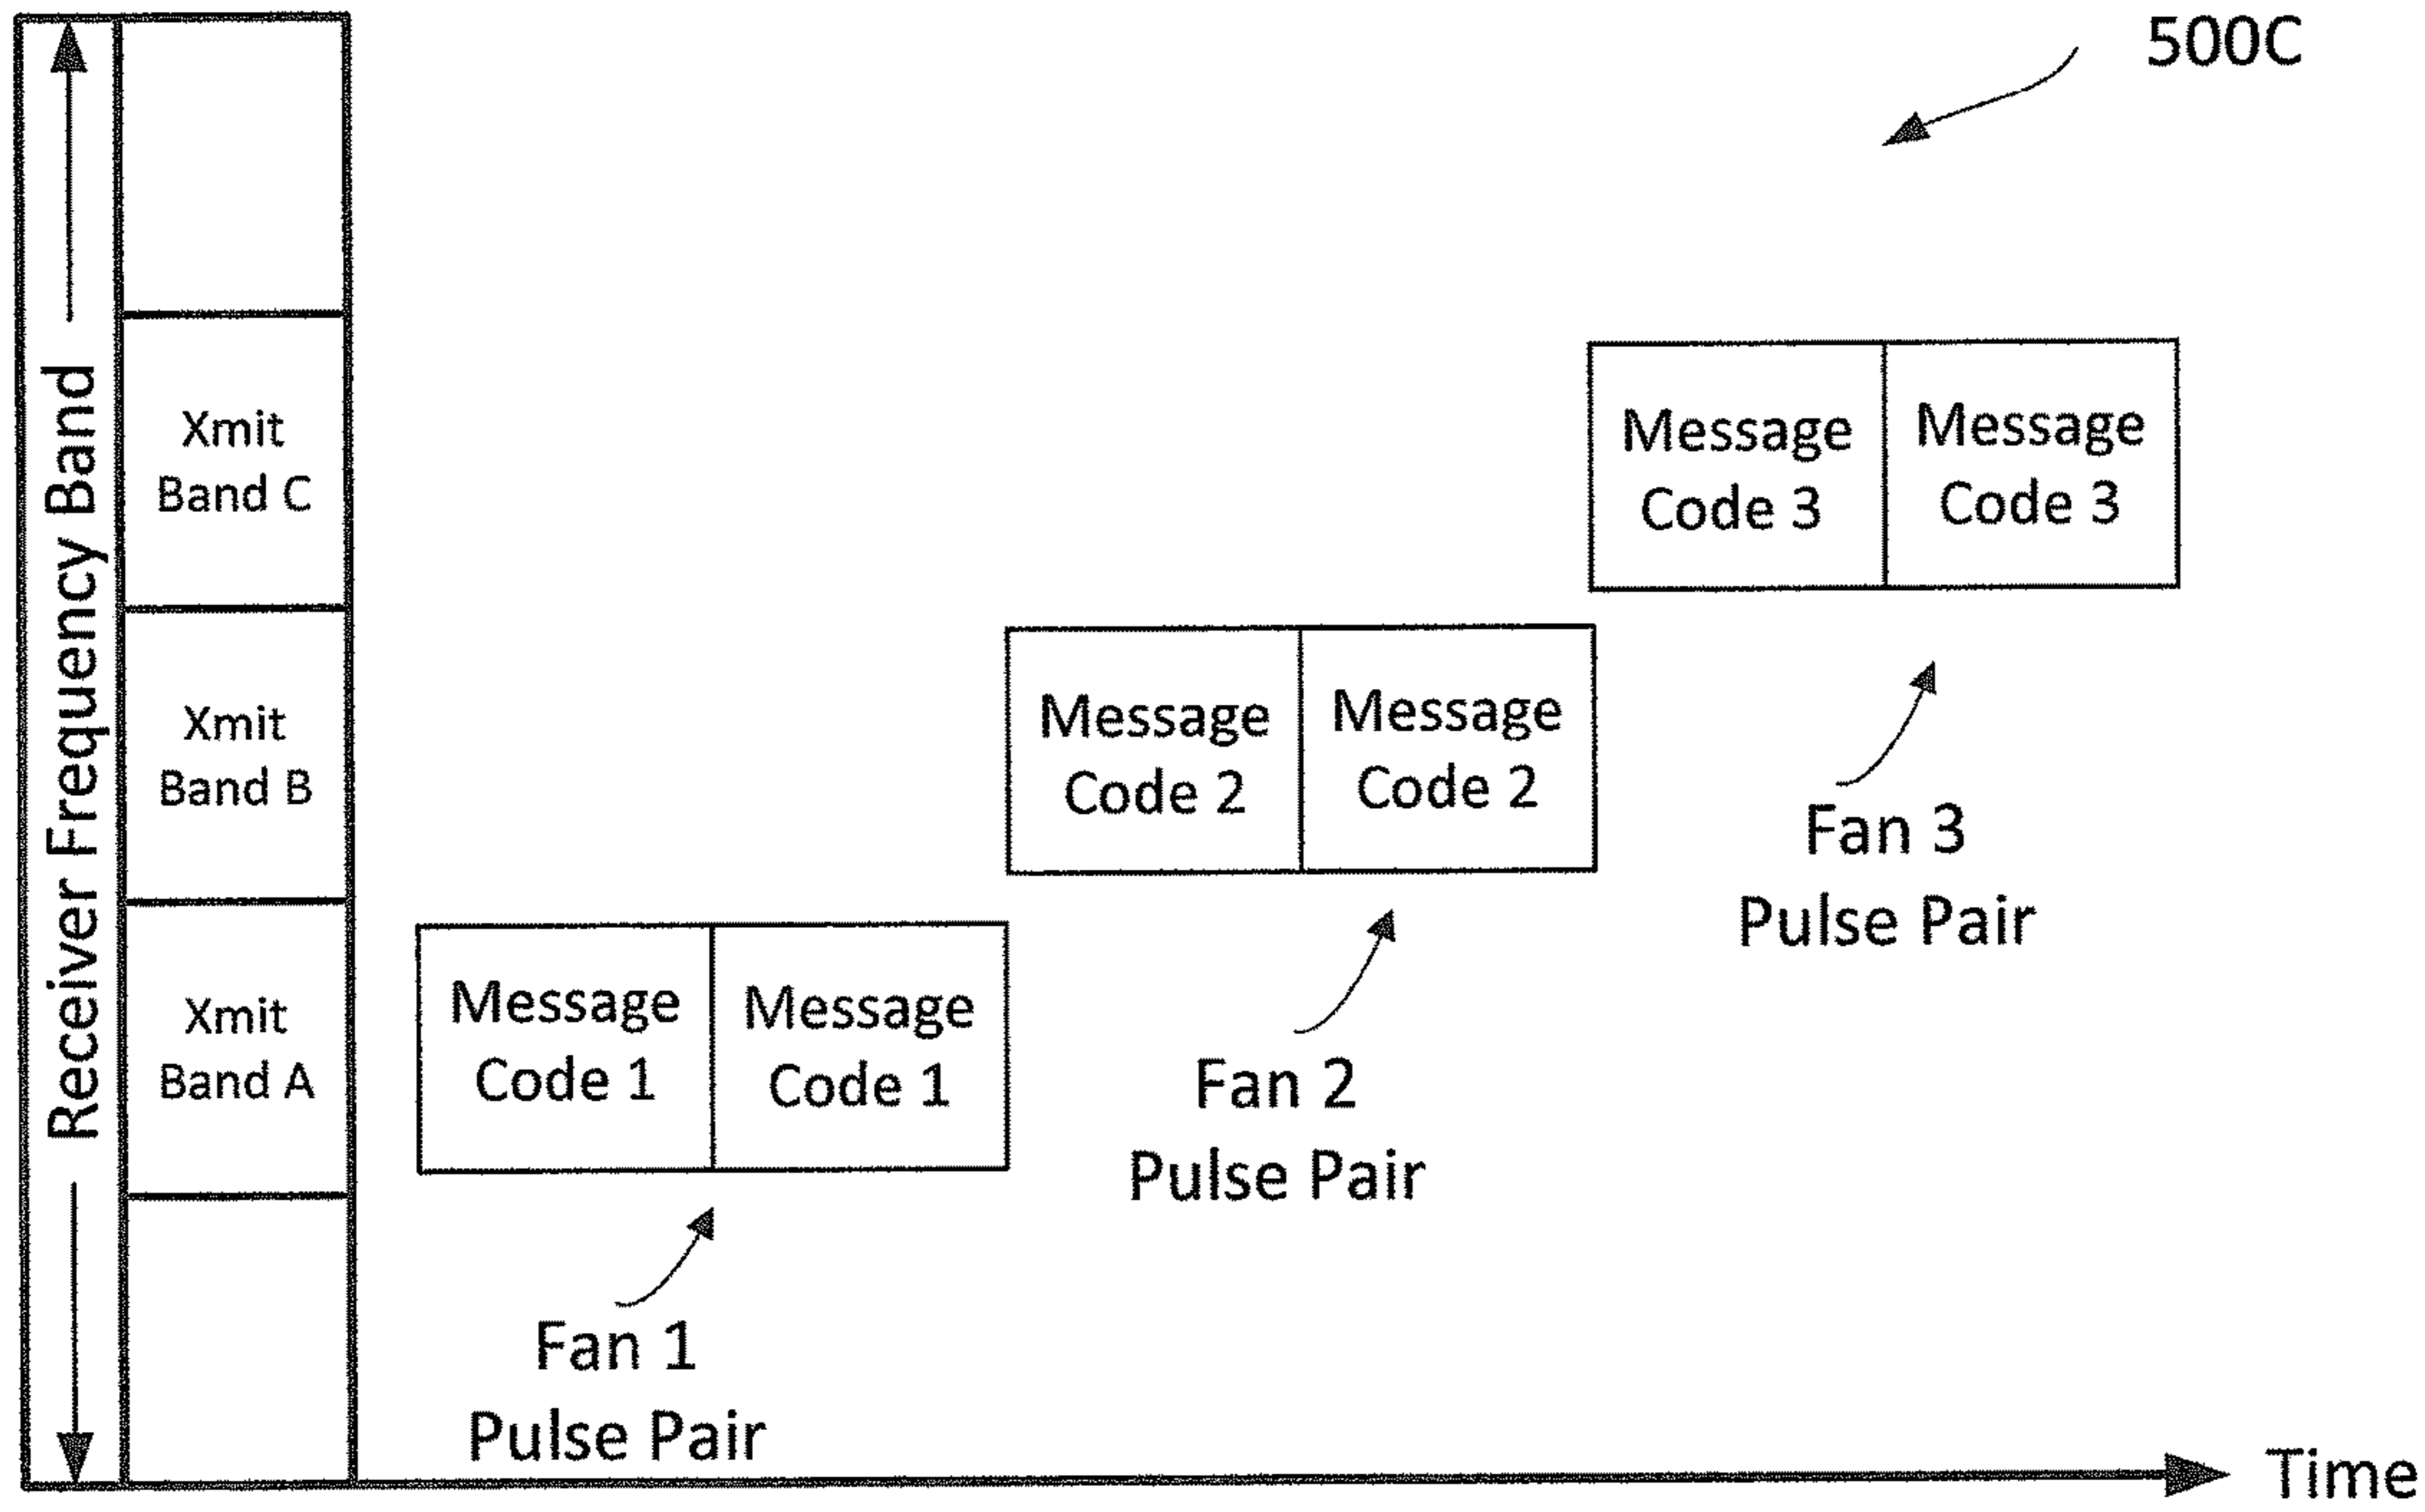 500C
Receiver Frequency Band
Xmit
Band C
Xmit
Band B
Xmit
Band A
Message
Code 3
Message
Code 3
Message
Code 2
Message
Code 2
Message
Code 1
Message
Code 1
Fan 3
Pulse Pair
Fan 2
Pulse Pair
Fan 1
Pulse Pair
Time